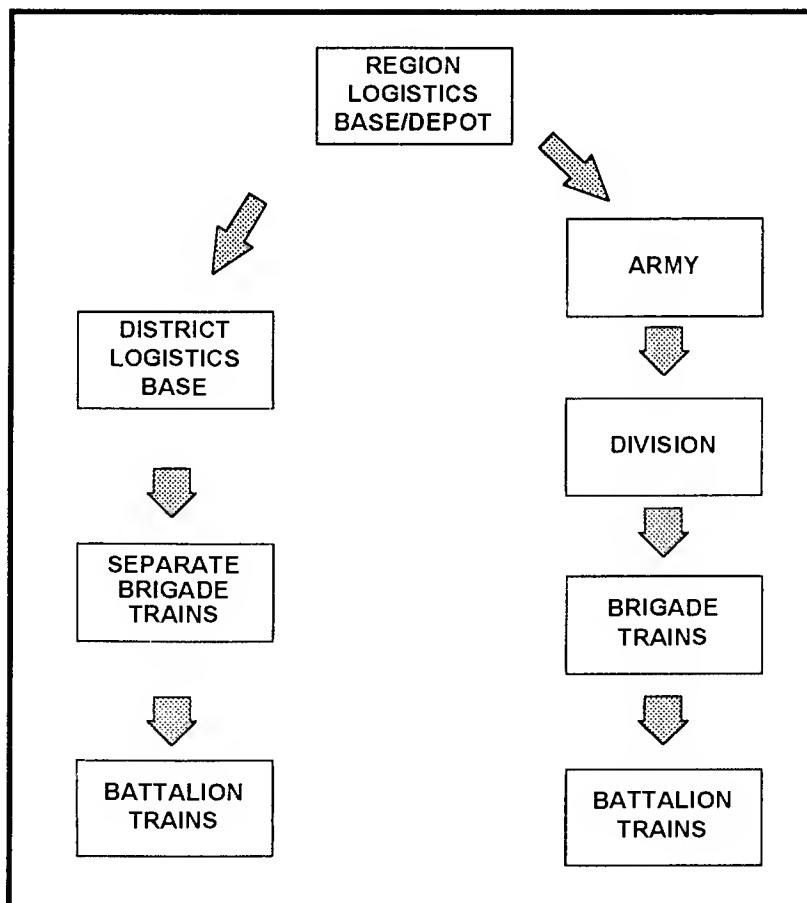 REGION
LOGISTICS
BASE/DEPOT
ARMY
DISTRICT
LOGISTICS
BASE
DIVISION
SEPARATE
BRIGADE
TRAINS
BRIGADE
TRAINS
BATTALION
TRAINS
BATTALION
TRAINS